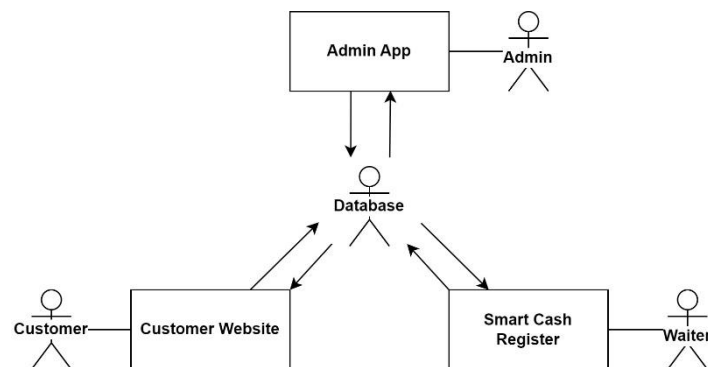 Admin App
Admin
Database
Customer
Customer Website
Smart Cash
Register
Waiter